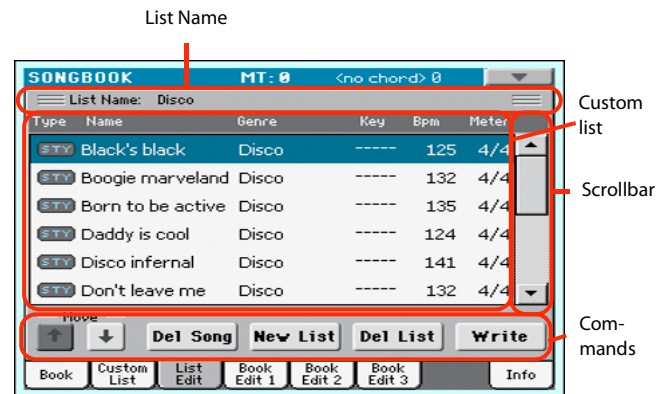 List Name
SONGBOOK MT: 0 <no chord> 0
List Name: Disco
Type Name Genre Key Bpm Meter
STY Black's black Disco ----- 125 4/4
STY Boogie marveland Disco ----- 132 4/4
STY Born to be active Disco ----- 135 4/4
STY Daddy is cool Disco ----- 124 4/4
STY Disco infernal Disco ----- 141 4/4
STY Don't leave me Disco ----- 132 4/4
Move
Del Song New List Del List Write
Book Custom List List Edit Book Edit 1 Book Edit 2 Book Edit 3 Info
Custom
list
Scrollbar
Com-
mands